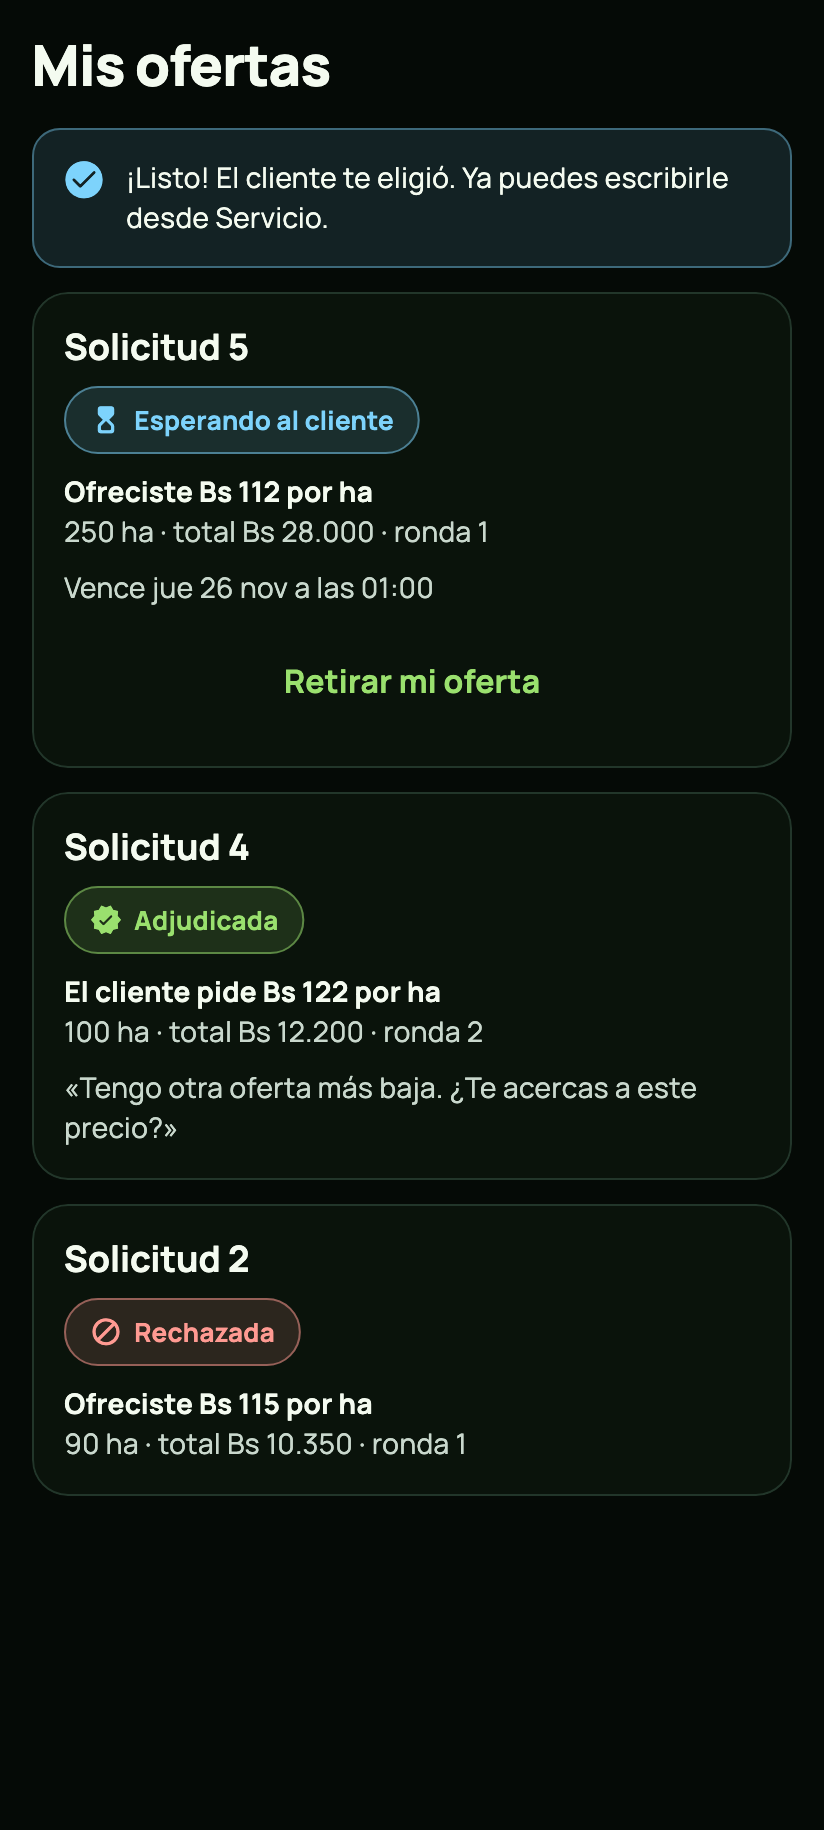 Mis ofertas
¡Listo! El cliente te eligió. Ya puedes escribirle
desde Servicio.
Solicitud 5
Esperando al cliente
Ofreciste Bs 112 por ha
250 ha · total Bs 28.000 · ronda 1
Vence jue 26 nov a las 01:00
Retirar mi oferta
Solicitud 4
Adjudicada
El cliente pide Bs 122 por ha
100 ha · total Bs 12.200 · ronda 2
«Tengo otra oferta más baja. ¿Te acercas a este
precio?»
Solicitud 2
Rechazada
Ofreciste Bs 115 por ha
90 ha · total Bs 10.350 · ronda 1